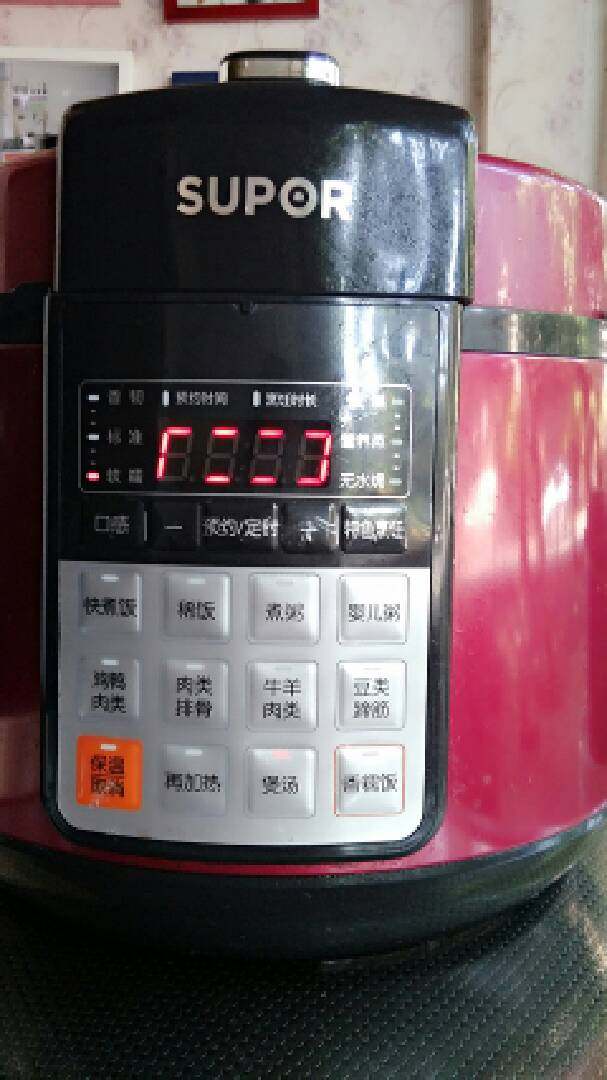 SUPOR
香韧 预约时间 烹饪时长
标准 营养蒸
软糯 无水焗
口感 － 预约/定时 ＋ 特色烹饪
快煮饭 稀饭 煮粥 婴儿粥
鸡鸭肉类 肉类排骨 牛羊肉类 豆类蹄筋
保温取消 再加热 煲汤 香糯饭